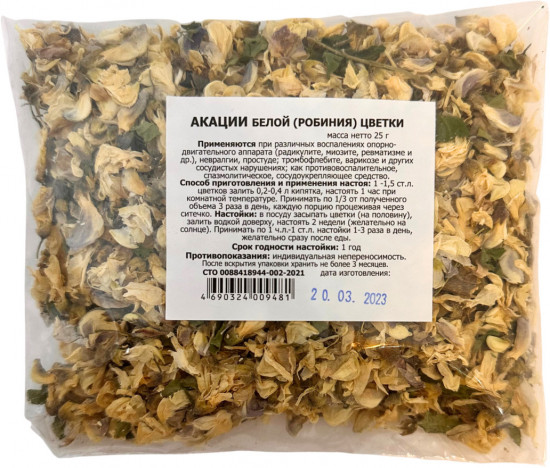 АКАЦИИ БЕЛОЙ (РОБИНИЯ) ЦВЕТКИ
масса нетто 25 г
Применяются при различных воспалениях опорно-
двигательного аппарата (радикулите, миозите, ревматизме и
др.), невралгии, простуде; тромбофлебите, варикозе и других
сосудистых нарушениях; как противовоспалительное,
спазмолитическое, сосудоукрепляющее средство.
Способ приготовления и применения настоя: 1 -1,5 ст.л.
цветков залить 0,2-0,4 л кипятка, настоять 1 час при
комнатной температуре. Принимать по 1/3 от полученного
объема 3 раза в день, каждую порцию процеживая через
ситечко. Настойки: в посуду засыпать цветки (на половину),
залить водкой доверху, настоять 2 недели (желательно на
солнце). Принимать по 1 ч.л.-1 ст.л. настойки 1-3 раза в день,
желательно сразу после еды.
Срок годности настойки: 1 год
Противопоказания: индивидуальная непереносимость.
После вскрытия упаковки хранить не более 3 месяцев.
СТО 0088418944-002-2021 дата изготовления:
4 690324 009481
20. 03. 2023